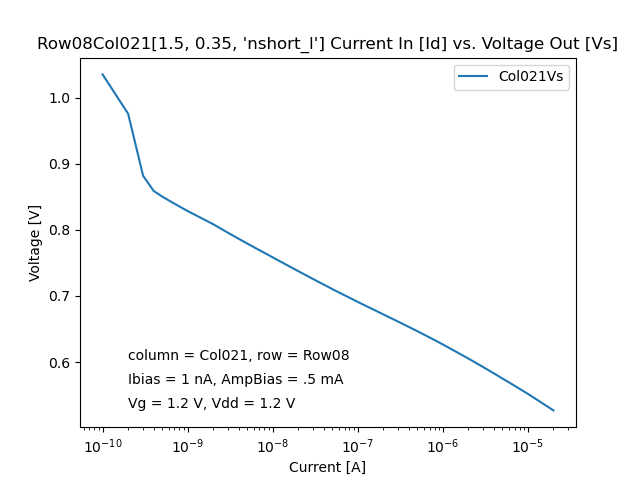 Row08Col021[1.5, 0.35, 'nshort_l'] Current In [Id] vs. Voltage Out [Vs]
Col021Vs
1.0
0.9
0.8
0.7
0.6
Voltage [V]
column = Col021, row = Row08
Ibias = 1 nA, AmpBias = .5 mA
Vg = 1.2 V, Vdd = 1.2 V
10⁻¹⁰ 10⁻⁹ 10⁻⁸ 10⁻⁷ 10⁻⁶ 10⁻⁵
Current [A]